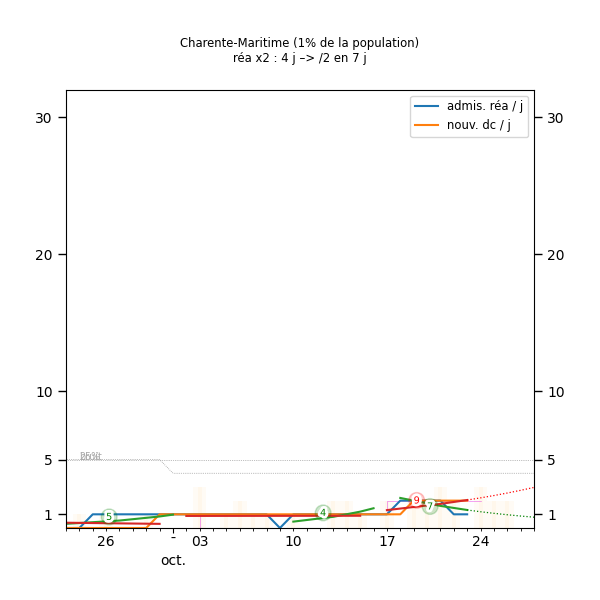 Charente-Maritime (1% de la population)
réa x2 : 4 j –> /2 en 7 j
admis. réa / j
nouv. dc / j
30 30
20 20
10 10
5 5
25%
5 9 4 7
1 1
26 - 03 10 17 24
oct.